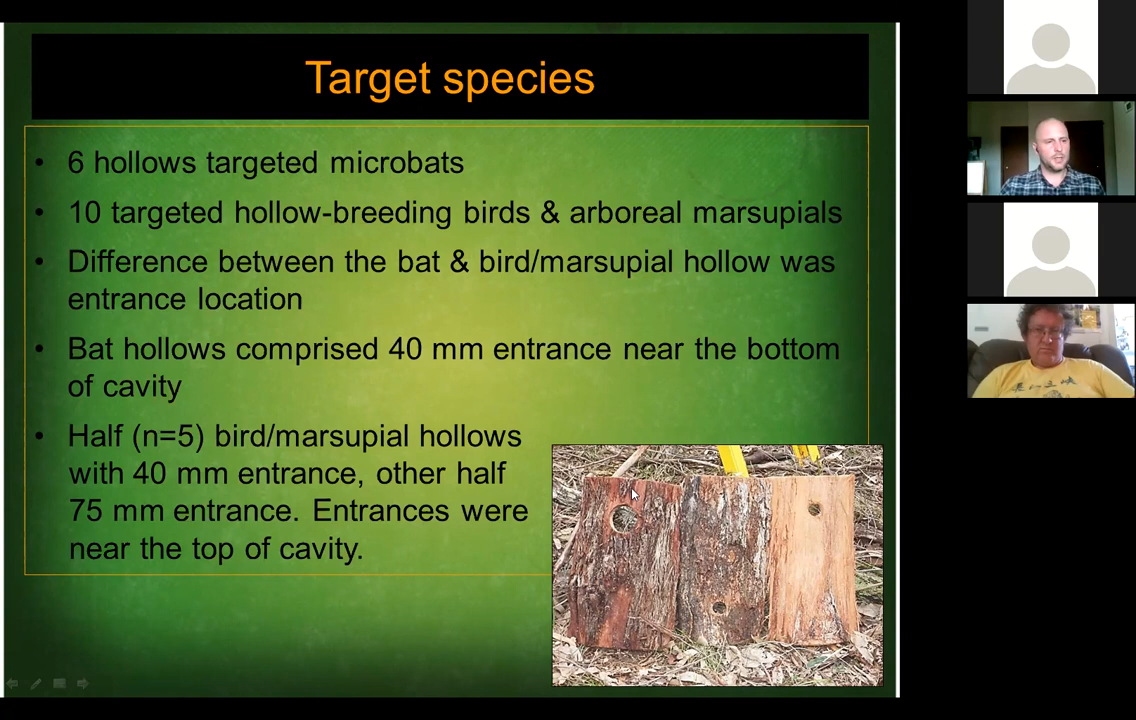 Target species
• 6 hollows targeted microbats
• 10 targeted hollow-breeding birds & arboreal marsupials
• Difference between the bat & bird/marsupial hollow was
entrance location
• Bat hollows comprised 40 mm entrance near the bottom
of cavity
• Half (n=5) bird/marsupial hollows
with 40 mm entrance, other half
75 mm entrance. Entrances were
near the top of cavity.